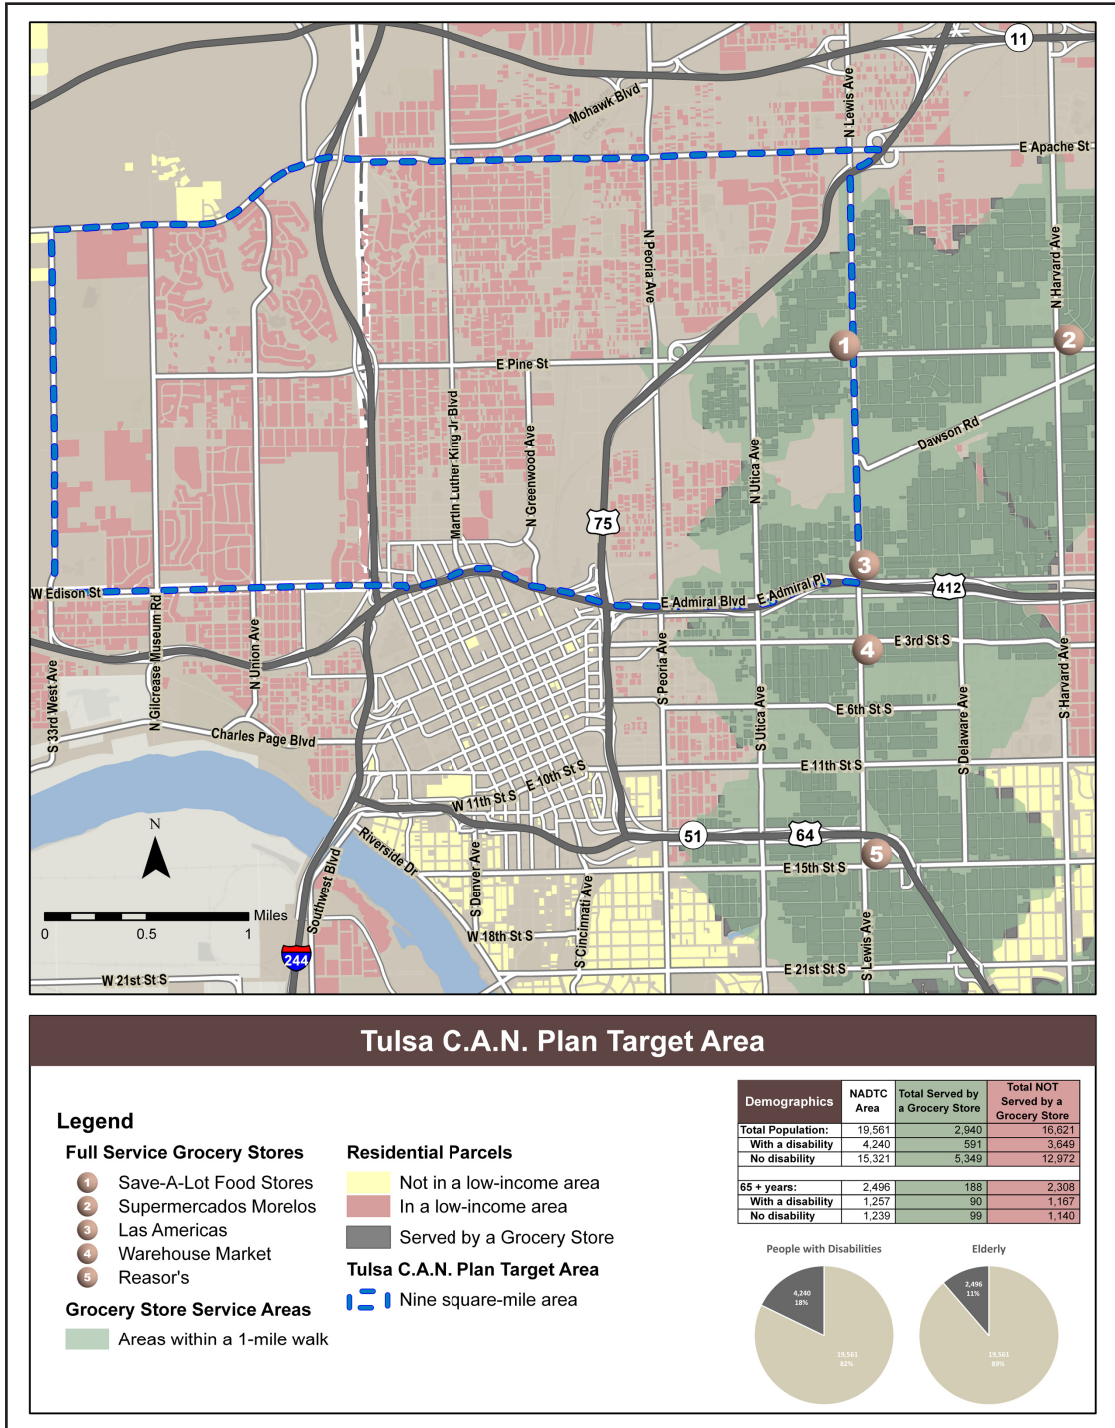 11
Mohawk Blvd
N Lewis Ave
E Apache St
N Peoria Ave
N Harvard Ave
1
2
E Pine St
Martin Luther King Jr Blvd
N Greenwood Ave
N Utica Ave
Dawson Rd
75
3
W Edison St
N Gilcrease Museum Rd
E Admiral Blvd
E Admiral Pl
412
4
E 3rd St S
S 33rd West Ave
N Union Ave
S Peoria Ave
S Utica Ave
E 6th St S
S Delaware Ave
S Harvard Ave
Charles Page Blvd
E 11th St S
E 10th St S
W 11th St S
N
Riverside Dr
51
64
5
E 15th St S
S Denver Ave
Southwest Blvd
S Cincinnati Ave
Miles
0
0.5
1
W 18th St S
S Lewis Ave
244
W 21st St S
E 21st St S
Tulsa C.A.N. Plan Target Area
Legend
Full Service Grocery Stores
1 Save-A-Lot Food Stores
2 Supermercados Morelos
3 Las Americas
4 Warehouse Market
5 Reasor's
Grocery Store Service Areas
Areas within a 1-mile walk
Residential Parcels
Not in a low-income area
In a low-income area
Served by a Grocery Store
Tulsa C.A.N. Plan Target Area
Nine square-mile area
Demographics NADTC Area Total Served by a Grocery Store Total NOT Served by a Grocery Store
Total Population: 19,561 2,940 16,621
With a disability 4,240 591 3,649
No disability 15,321 5,349 12,972
65 + years: 2,496 188 2,308
With a disability 1,257 90 1,167
No disability 1,239 99 1,140
People with Disabilities
4,240
18%
19,561
82%
Elderly
2,496
11%
19,561
89%